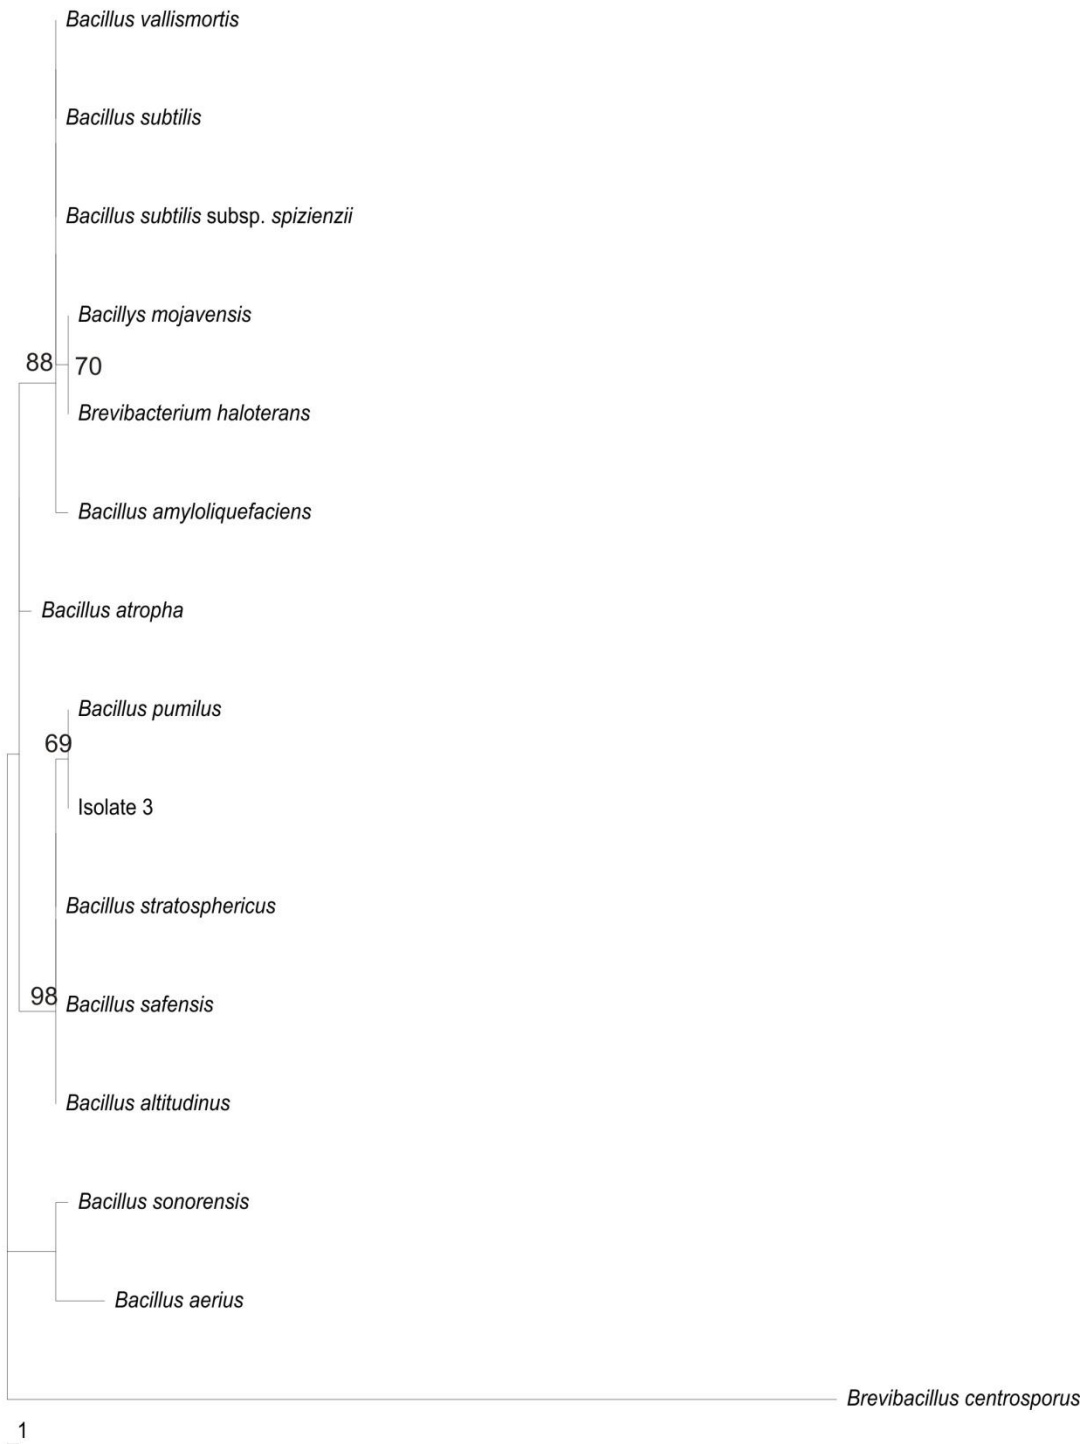 Bacillus vallismortis
Bacillus subtilis
Bacillus subtilis subsp. spizienzii
Bacillys mojavensis
88 70
Brevibacterium haloterans
Bacillus amyloliquefaciens
Bacillus atropha
Bacillus pumilus
69
Isolate 3
Bacillus stratosphericus
98 Bacillus safensis
Bacillus altitudinus
Bacillus sonorensis
Bacillus aerius
Brevibacillus centrosporus
1